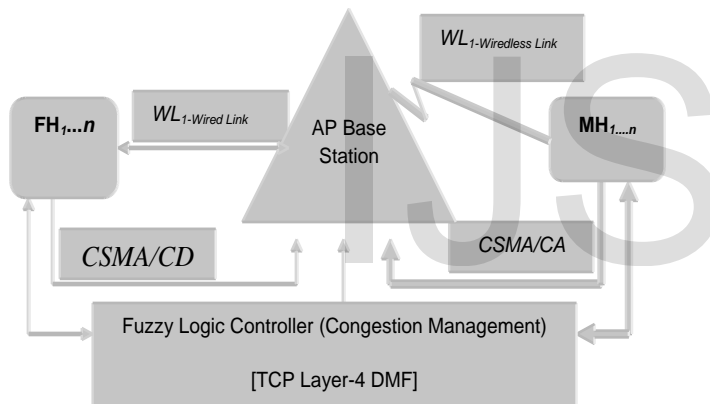 WL1-Wiredless Link
FH1...n
WL1-Wired Link
AP Base
Station
MH1....n
CSMA/CD
CSMA/CA
Fuzzy Logic Controller (Congestion Management)
[TCP Layer-4 DMF]
IJS